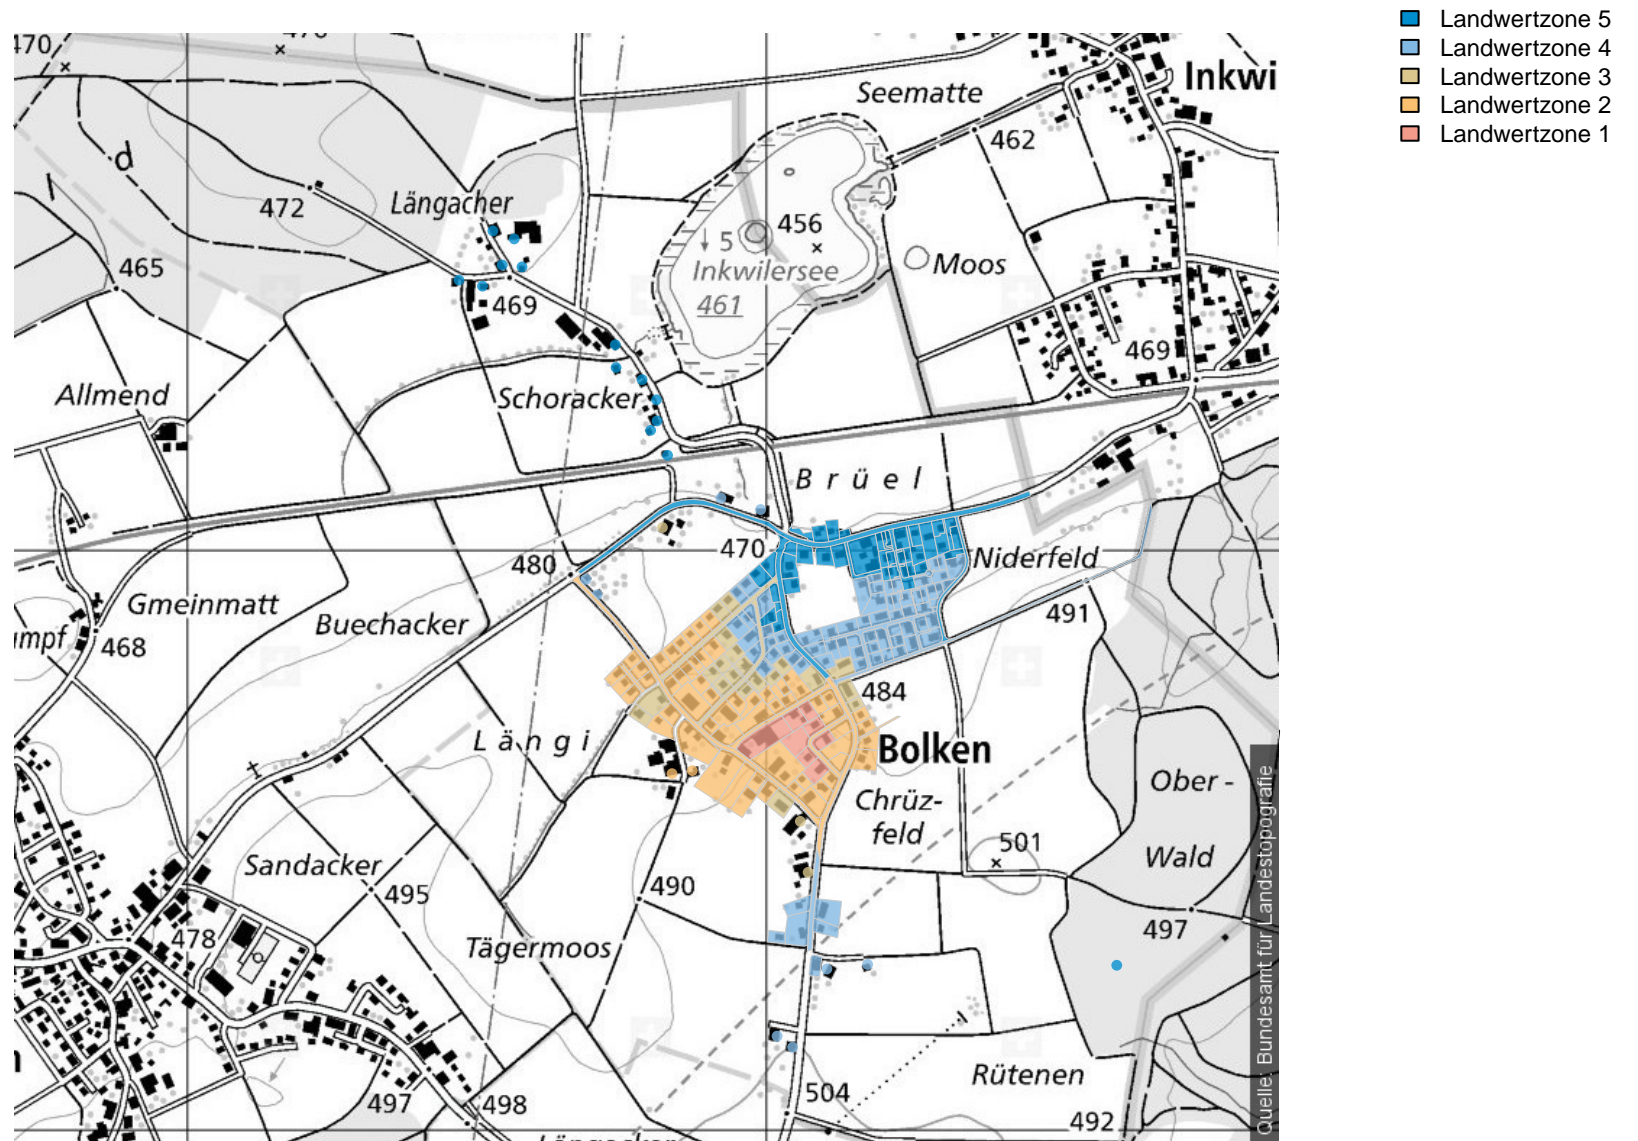 Landwertzone 5
Landwertzone 4
Landwertzone 3
Landwertzone 2
Landwertzone 1
470
Inkwi
Seematte
462
d
l
472
Längacher
456
5
Inkwilersee
461
Moos
465
469
469
Allmend
Schoracker
Brüel
470
480
Niderfeld
Gmeinmatt
Buechacker
491
468
484
Längi
Bolken
Ober-
Wald
Chrüz-
feld
501
Sandacker
495
490
478
Tägermoos
497
Rütenen
504
497
498
492
Quelle: Bundesamt für Landestopografie